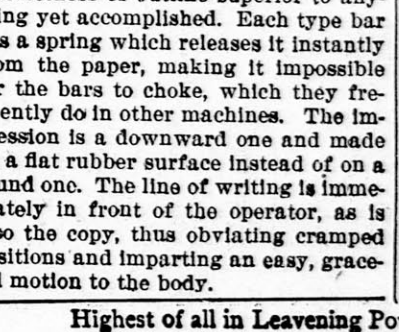 ing yet accomplished. Each type bar
s a spring which releases it instantly
om the paper, making it impossible
r the bars to choke, which they fre-
ently do in other machines. The im-
ession is a downward one and made
a flat rubber surface instead of on a
und one. The line of writing is imme-
ately in front of the operator, as is
so the copy, thus obviating cramped
sitions and imparting an easy, grace-
l motion to the body.
Highest of all in Leavening Po